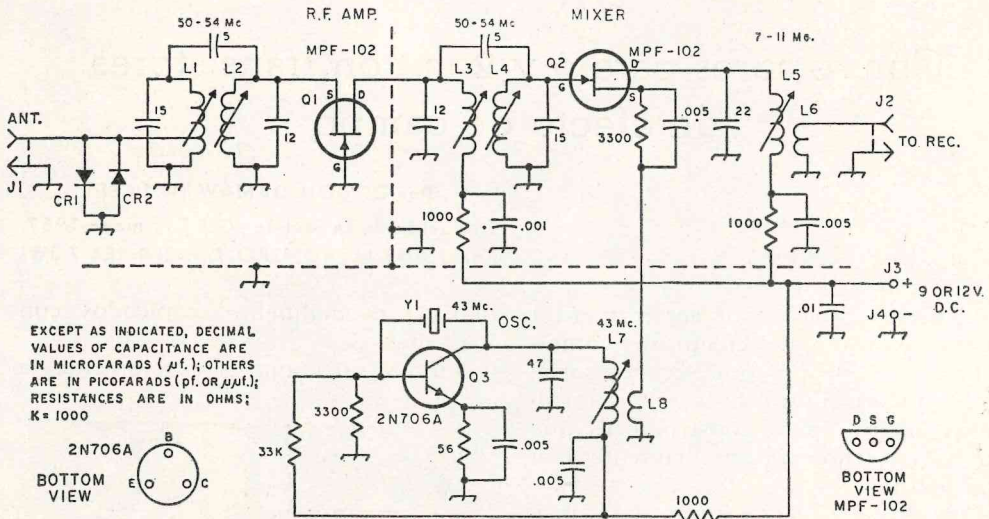 R.F. AMP.
MIXER
50-54 Mc
5
L1
L2
15
12
ANT.
J1
CR1
CR2
MPF-102
Q1
S
D
G
50-54 Mc
5
L3
L4
12
15
1000
.001
Q2
MPF-102
D
G
S
3300
.005
22
7-11 Mc.
L5
L6
J2
TO REC.
1000
.005
J3
+
9 OR 12 V.
D.C.
.01
J4
-
EXCEPT AS INDICATED, DECIMAL
VALUES OF CAPACITANCE ARE
IN MICROFARADS (μf.); OTHERS
ARE IN PICOFARADS (pf. OR μμf.);
RESISTANCES ARE IN OHMS;
K=1000
Y1
43 Mc.
OSC.
Q3
2N706A
3300
33K
56
.005
47
43 Mc.
L7
L8
.005
1000
2N706A
BOTTOM
VIEW
B
E
C
D S G
BOTTOM
VIEW
MPF-102